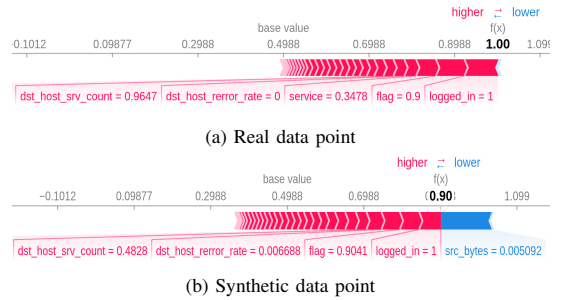 higher ⇄ lower
base value f(x)
-0.1012 0.09877 0.2988 0.4988 0.6988 0.8988 1.00 1.099
dst_host_srv_count = 0.9647 dst_host_rerror_rate = 0 service = 0.3478 flag = 0.9 logged_in = 1
(a) Real data point
higher ⇄ lower
base value f(x)
−0.1012 0.09877 0.2988 0.4988 0.6988 0.90 1.099
dst_host_srv_count = 0.4828 dst_host_rerror_rate = 0.006688 flag = 0.9041 logged_in = 1 src_bytes = 0.005092
(b) Synthetic data point